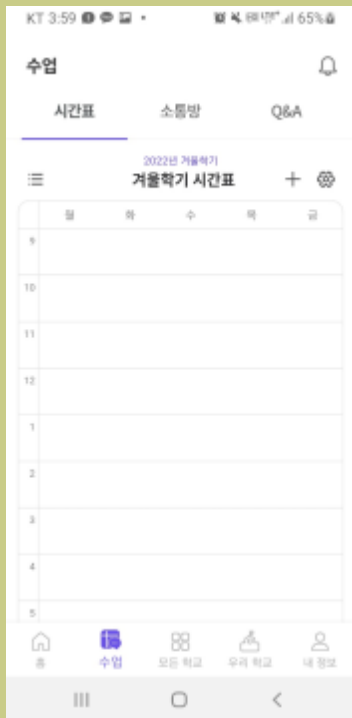 KT 3:59
65%
수업
시간표 소통방 Q&A
2022년 겨울학기
겨울학기 시간표
월 화 수 목 금
9
10
11
12
1
2
3
4
5
홈 수업 모든 학교 우리 학교 내 정보